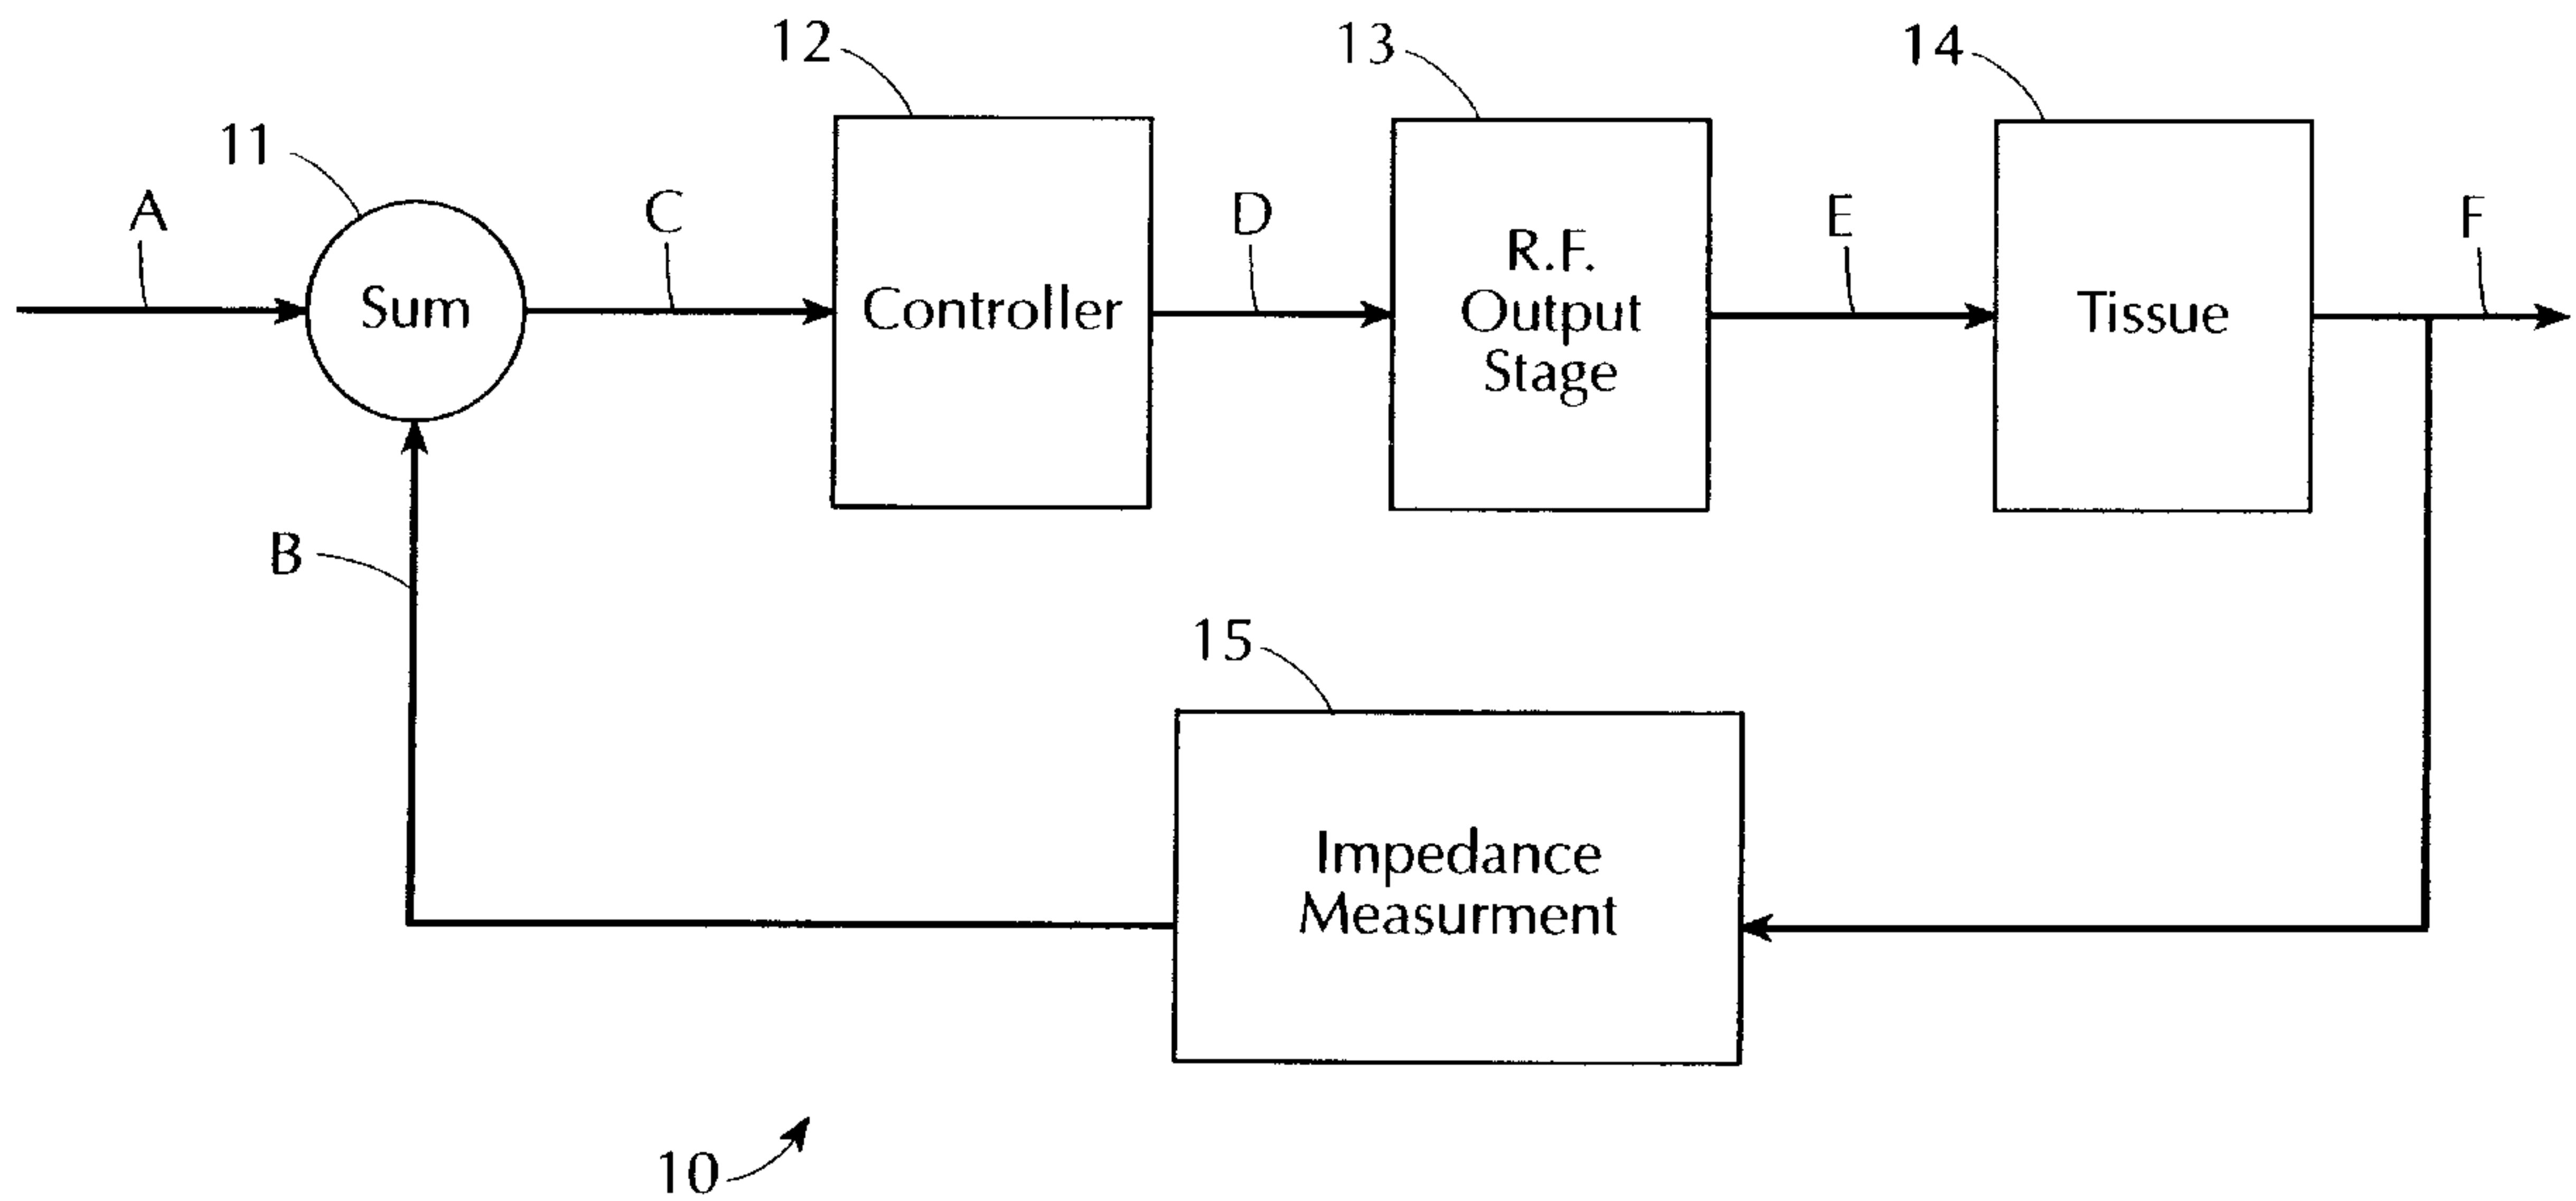 12
13
14
11
A
C
D
E
F
Sum
Controller
R.F.
Output
Stage
Tissue
B
15
Impedance
Measurment
10